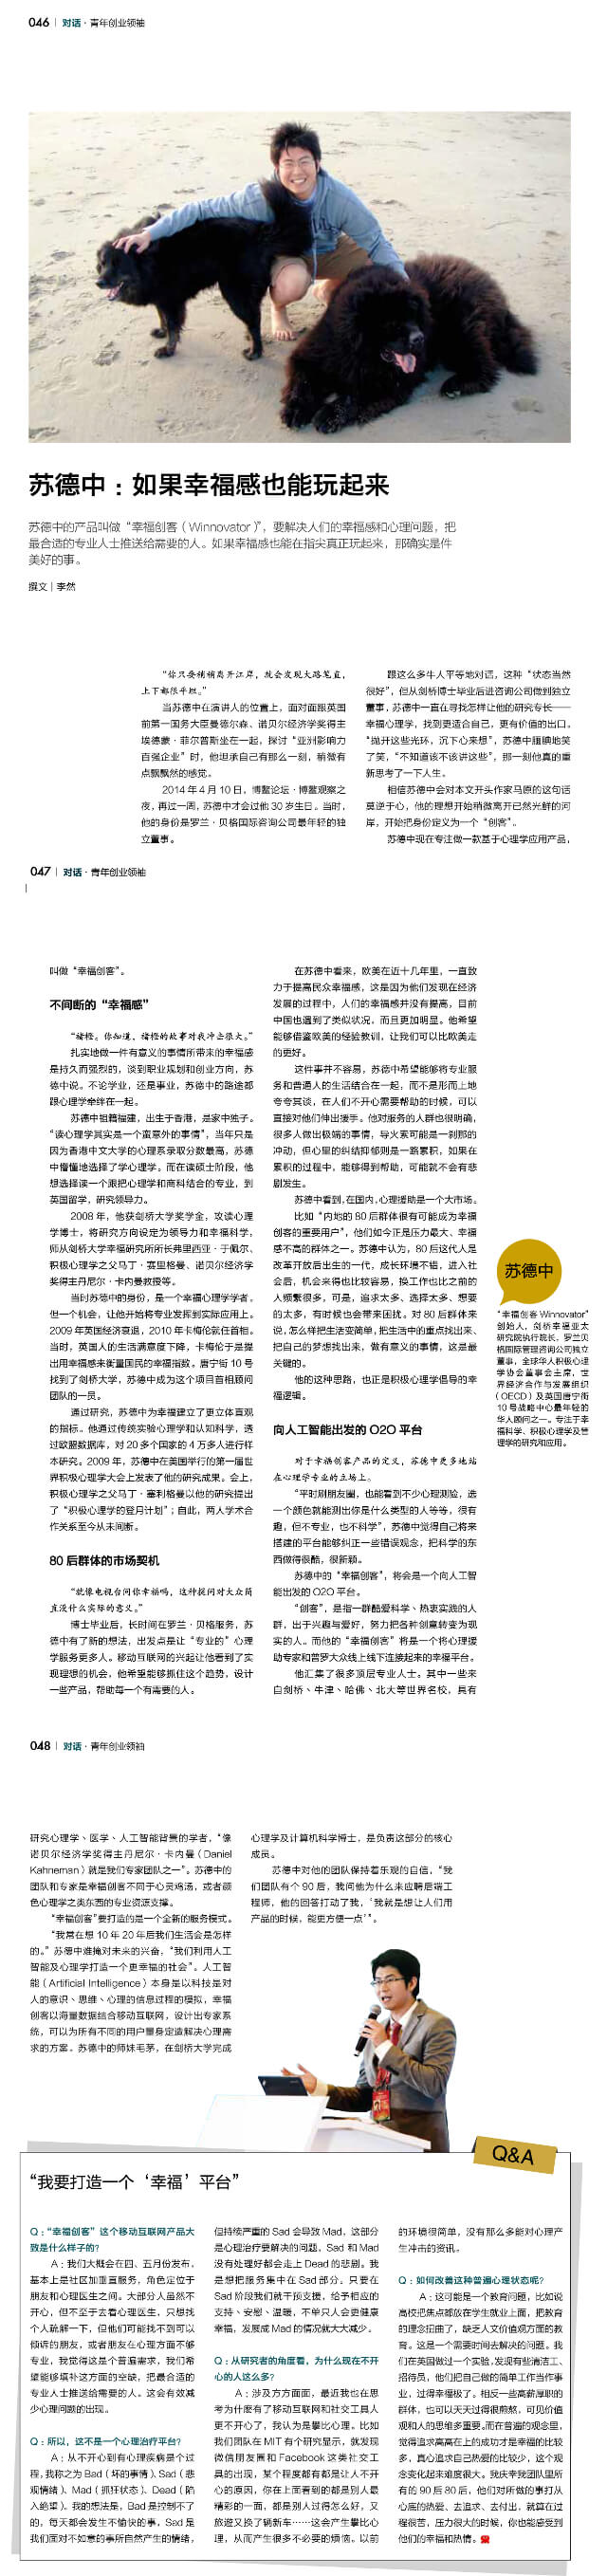 046 | 对话 · 青年创业领袖
苏德中：如果幸福感也能玩起来
苏德中的产品叫做“幸福创客（Winnovator）”，要解决人们的幸福感和心理问题，把
最合适的专业人士推送给需要的人。如果幸福感也能在指尖真正玩起来，那确实是件
美好的事。
撰文 | 李然
“你只要稍稍离开江岸，就会发现大路笔直，
上下都很平坦。”
当苏德中在演讲人的位置上，面对面跟英国
前第一国务大臣曼德尔森、诺贝尔经济学奖得主
埃德蒙·菲尔普斯坐在一起，探讨“亚洲影响力
百强企业”时，他坦承自己有那么一刻，稍微有
点飘飘然的感觉。
2014 年 4 月 10 日，博鳌论坛·博鳌观察之
夜，再过一周，苏德中才会过他 30 岁生日。当时，
他的身份是罗兰·贝格国际咨询公司最年轻的独
立董事。
跟这么多牛人平等地对话，这种“状态当然
很好”，但从剑桥博士毕业后进咨询公司做到独立
董事，苏德中一直在寻找怎样让他的研究专长——
幸福心理学，找到更适合自己，更有价值的出口。
“抛开这些光环，沉下心来想”，苏德中腼腆地笑
了笑，“不知道该不该讲这些”，那一刻他真的重
新思考了一下人生。
相信苏德中会对本文开头作家马原的这句话
莫逆于心，他的理想开始稍微离开已然光鲜的河
岸，开始把身份定义为一个“创客”。
苏德中现在专注做一款基于心理学应用产品，
047 | 对话 · 青年创业领袖
叫做“幸福创客”。
不间断的“幸福感”
“褚橙。你知道，褚橙的故事对我冲击很大。”
扎实地做一件有意义的事情所带来的幸福感
是持久而强烈的，谈到职业规划和创业方向，苏
德中说。不论学业，还是事业，苏德中的路途都
跟心理学牵绊在一起。
苏德中祖籍福建，出生于香港，是家中独子。
“读心理学其实是一个蛮意外的事情”，当年只是
因为香港中文大学的心理系录取分数最高，苏德
中懵懂地选择了学心理学。而在读硕士阶段，他
想选择读一个跟把心理学和商科结合的专业，到
英国留学，研究领导力。
2008 年，他获剑桥大学奖学金，攻读心理
学博士，将研究方向设定为领导力和幸福科学，
师从剑桥大学幸福研究所所长弗里西亚·于佩尔、
积极心理学之父马丁·赛里格曼、诺贝尔经济学
奖得主丹尼尔·卡内曼教授等。
当时苏德中的身份，是一个幸福心理学学者。
但一个机会，让他开始将专业发挥到实际应用上。
2009 年英国经济衰退，2010 年卡梅伦就任首相。
当时，英国人的生活满意度下降，卡梅伦于是提
出用幸福感来衡量国民的幸福指数。唐宁街 10 号
找到了剑桥大学，苏德中成为这个项目首相顾问
团队的一员。
通过研究，苏德中为幸福建立了更立体直观
的指标。他通过传统实验心理学和认知科学，透
过欧盟数据库，对 20 多个国家的 4 万多人进行样
本研究。2009 年，苏德中在美国举行的第一届世
界积极心理学大会上发表了他的研究成果。会上，
积极心理学之父马丁·塞利格曼以他的研究提出
了“积极心理学的登月计划”；自此，两人学术合
作关系至今从未间断。
80 后群体的市场契机
“就像电视台问你幸福吗，这种提问对大众简
直没什么实际的意义。”
博士毕业后，长时间在罗兰·贝格服务，苏
德中有了新的想法，出发点是让“专业的”心理
学服务更多人。移动互联网的兴起让他看到了实
现理想的机会，他希望能够抓住这个趋势，设计
一些产品，帮助每一个有需要的人。
在苏德中看来，欧美在近十几年里，一直致
力于提高民众幸福感，这是因为他们发现在经济
发展的过程中，人们的幸福感并没有提高，目前
中国也遇到了类似状况，而且更加明显。他希望
能够借鉴欧美的经验教训，让我们可以比欧美走
的更好。
这件事并不容易，苏德中希望能够将专业服
务和普通人的生活结合在一起，而不是形而上地
夸夸其谈，在人们不开心需要帮助的时候，可以
直接对他们伸出援手。他对服务的人群也很明确，
很多人做出极端的事情，导火索可能是一刹那的
冲动，但心里的纠结抑郁则是一路累积，如果在
累积的过程中，能够得到帮助，可能就不会有悲
剧发生。
苏德中看到，在国内，心理援助是一个大市场。
比如“内地的 80 后群体很有可能成为幸福
创客的重要用户”，他们如今正是压力最大、幸福
感不高的群体之一。苏德中认为，80 后这代人是
改革开放后出生的一代，成长环境不错，进入社
会后，机会来得也比较容易，换工作也比之前的
人频繁很多，可是，追求太多、选择太多、想要
的太多，有时候也会带来困扰。对 80 后群体来
说，怎么样把生活变简单，把生活中的重点找出来、
把自己的梦想找出来，做有意义的事情，这是最
关键的。
他的这种思路，也正是积极心理学倡导的幸
福逻辑。
向人工智能出发的 O2O 平台
对于幸福创客产品的定义，苏德中更多地站
在心理学专业的立场上。
“平时刷朋友圈，也能看到不少心理测验，选
一个颜色就能测出你是什么类型的人等等，很有
趣，但不专业，也不科学”，苏德中觉得自己将来
搭建的平台能够纠正一些错误观念，把科学的东
西做得很酷，很新颖。
苏德中的“幸福创客”，将会是一个向人工智
能出发的 O2O 平台。
“创客”，是指一群酷爱科学、热衷实践的人
群，出于兴趣与爱好，努力把各种创意转变为现
实的人。而他的“幸福创客”将是一个将心理援
助专家和普罗大众线上线下连接起来的幸福平台。
他汇集了很多顶层专业人士。其中一些来
自剑桥、牛津、哈佛、北大等世界名校，具有
苏德中
“幸福创客 Winnovator”
创始人，剑桥幸福亚太
研究院执行院长，罗兰贝
格国际管理咨询公司独立
董事，全球华人积极心理
学协会董事会主席，世
界经济合作与发展组织
（OECD）及英国唐宁街
10 号战略中心最年轻的
华人顾问之一。专注于幸
福科学、积极心理学及管
理学的研究和应用。
048 | 对话 · 青年创业领袖
研究心理学、医学、人工智能背景的学者，“像
诺贝尔经济学奖得主丹尼尔·卡内曼（Daniel
Kahneman）就是我们专家团队之一”。苏德中的
团队和专家是幸福创客不同于心灵鸡汤，或者颜
色心理学之类东西的专业资源支撑。
“幸福创客”要打造的是一个全新的服务模式。
“我常在想 10 年 20 年后我们生活会是怎样
的。”苏德中难掩对未来的兴奋，“我们利用人工
智能及心理学打造一个更幸福的社会”。人工智
能（Artificial Intelligence）本身是以科技是对
人的意识、思维、心理的信息过程的模拟，幸福
创客以海量数据结合移动互联网，设计出专家系
统，可以为所有不同的用户量身定造解决心理需
求的方案。苏德中的师妹毛茅，在剑桥大学完成
心理学及计算机科学博士，是负责这部分的核心
成员。
苏德中对他的团队保持着乐观的自信，“我
们团队有个 90 后，我问他为什么来应聘后端工
程师，他的回答打动了我，‘我就是想让人们用
产品的时候，能更方便一点’”。
Q&A
“我要打造一个‘幸福’平台”
Q：“幸福创客”这个移动互联网产品大
致是什么样子的？
A：我们大概会在四、五月份发布，
基本上是社区加垂直服务，角色定位于
朋友和心理医生之间。大部分人虽然不
开心，但不至于去看心理医生，只想找
个人疏解一下，但他们可能找不到可以
倾诉的朋友，或者朋友在心理方面不够
专业，我觉得这是个普遍需求，我们希
望能够填补这方面的空缺，把最合适的
专业人士推送给需要的人。这会有效减
少心理问题的出现。
Q：所以，这不是一个心理治疗平台？
A：从不开心到有心理疾病是个过
程，我称之为 Bad（坏的事情）、Sad（悲
观情绪）、Mad（抓狂状态）、Dead（陷
入绝望）。我的想法是，Bad 是控制不了
的，每天都会发生不愉快的事，Sad 是
我们面对不如意的事所自然产生的情绪，
但持续严重的 Sad 会导致 Mad，这部分
是心理治疗要解决的问题，Sad 和 Mad
没有处理好都会走上 Dead 的悲剧。我
是想把服务集中在 Sad 部分。只要在
Sad 阶段我们就干预支援，给予相应的
支持、安慰、温暖，不单只人会更健康
幸福，发展成 Mad 的情况就大大减少。
Q：从研究者的角度看，为什么现在不开
心的人这么多？
A：涉及方方面面，最近我也在思
考为什麽有了移动互联网和社交工具人
更不开心了，我认为是攀比心理。比如
我们团队在 MIT 有个研究显示，就发现
微信朋友圈和 Facebook 这类社交工
具的出现，某个程度都有都是让人不开
心的原因，你在上面看到的都是别人最
精彩的一面，都是别人过得怎么好，又
旅游又换了辆新车……这会产生攀比心
理，从而产生很多不必要的烦恼。以前
的环境很简单，没有那么多能对心理产
生冲击的资讯。
Q：如何改善这种普遍心理状态呢？
A：这可能是一个教育问题，比如说
高校把焦点都放在学生就业上面，把教育
的理念扭曲了，缺乏人文价值观方面的教
育。这是一个需要时间去解决的问题。我
们在英国做过一个实验，发现有些清洁工、
招待员，他们把自己做的简单工作当作事
业，过得幸福极了。相反一些高薪厚职的
群体，也可以天天过得很煎熬，可见价值
观和人的思维多重要。而在普遍的观念里，
觉得追求高高在上的成功才是幸福的比较
多，真心追求自己热爱的比较少，这个观
念变化起来难度很大。我庆幸我团队里所
有的 90 后 80 后，他们对所做的事打从
心底的热爱、去追求、去付出，就算在过
程很苦，压力很大的时候，你也能感受到
他们的幸福和热情。